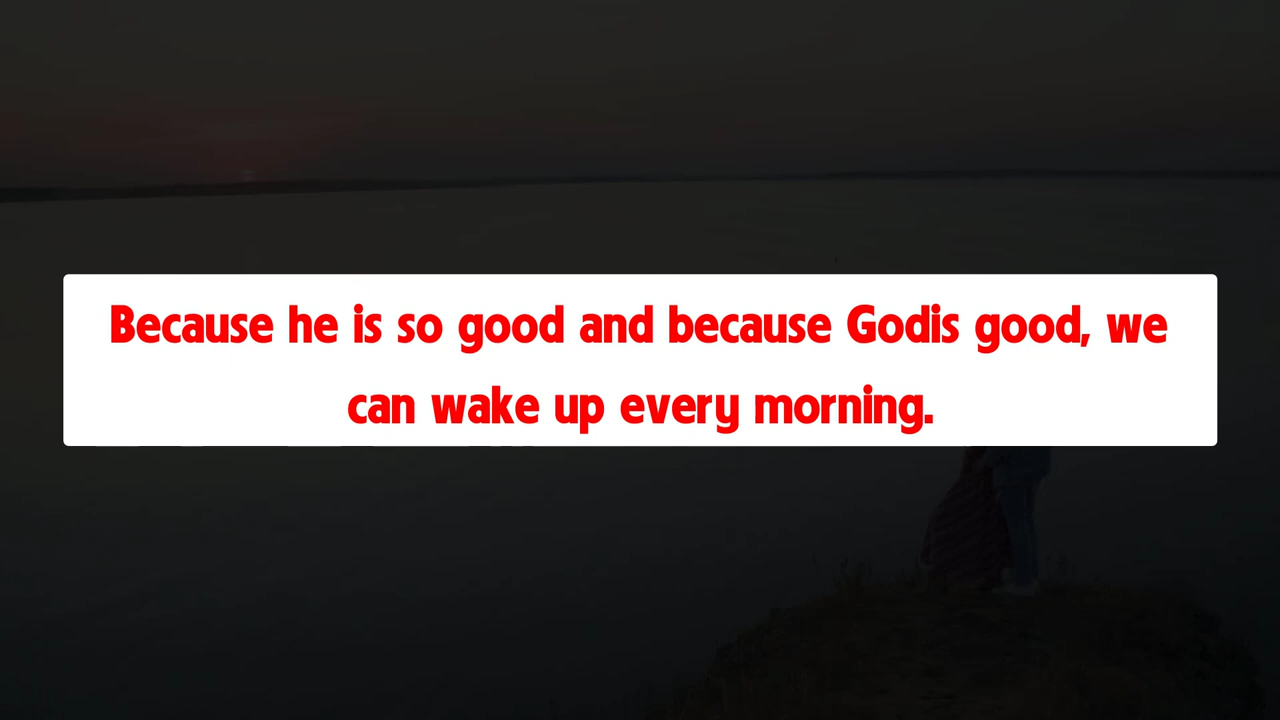 Because he is so good and because Godis good, we
can wake up every morning.